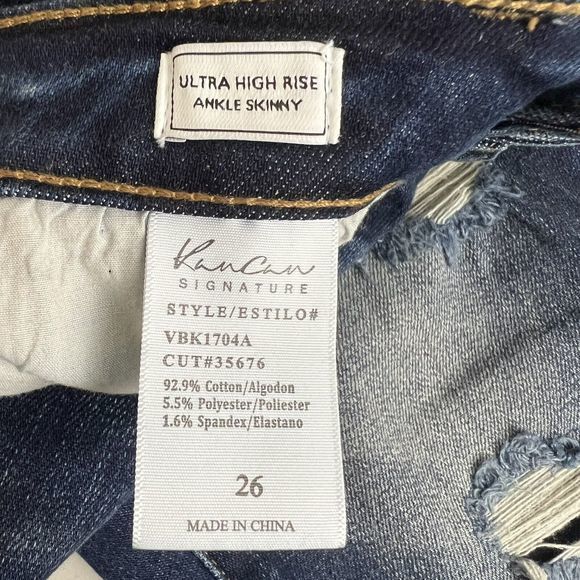 ULTRA HIGH RISE
ANKLE SKINNY
KanCan
SIGNATURE
STYLE/ESTILO#
VBK1704A
CUT#35676
92.9% Cotton/Algodon
5.5% Polyester/Poliester
1.6% Spandex/Elastano
26
MADE IN CHINA